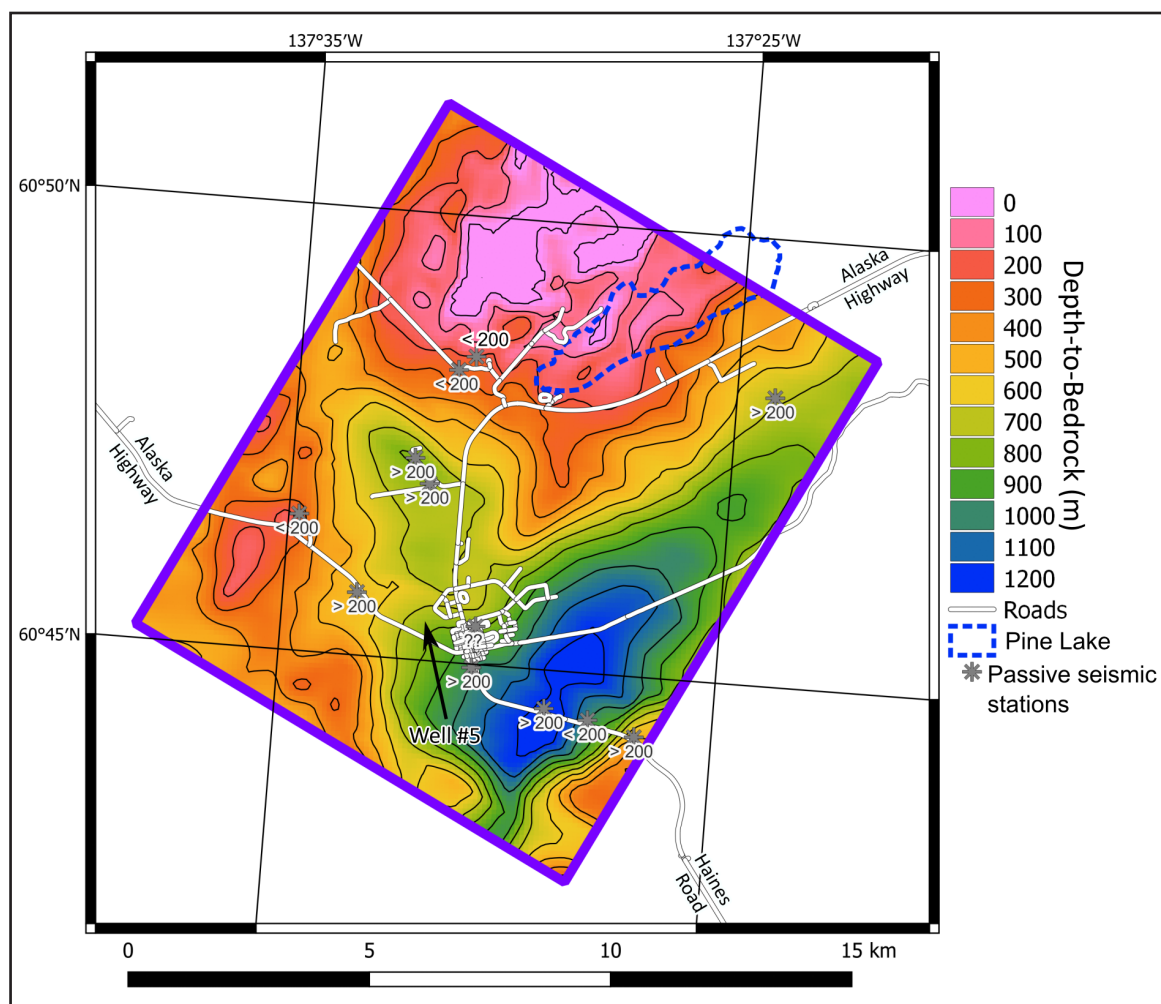 137°35′W
137°25′W
60°50′N
Alaska
Highway
< 200
< 200
> 200
> 200
> 200
Alaska
Highway
< 200
> 200
60°45′N
??
> 200
> 200
< 200
> 200
Well #5
Haines
Road
0
100
200
300
400
500
600
700
800
900
1000
1100
1200
Depth-to-Bedrock (m)
Roads
Pine Lake
Passive seismic
stations
0
5
10
15 km